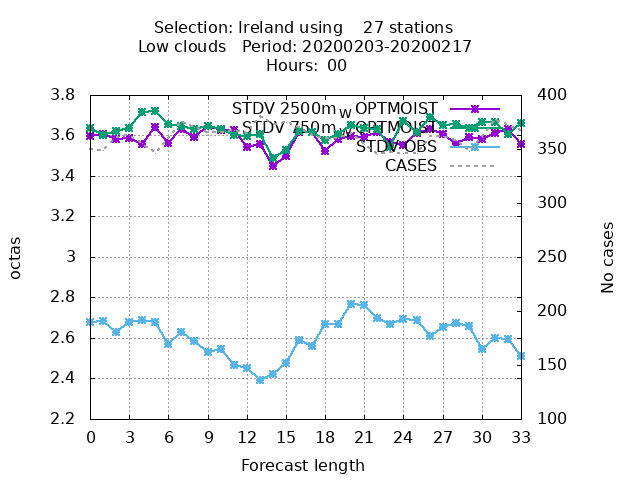 Selection: Ireland using 27 stations
Low clouds Period: 20200203-20200217
Hours: 00
3.8
3.6
3.4
3.2
3
2.8
2.6
2.4
2.2
octas
STDV 2500m_W OPTMOIST
STDV 750m_ OPTMOIST
STDV OBS
CASES
400
350
300
250
200
150
100
No cases
0 3 6 9 12 15 18 21 24 27 30 33
Forecast length